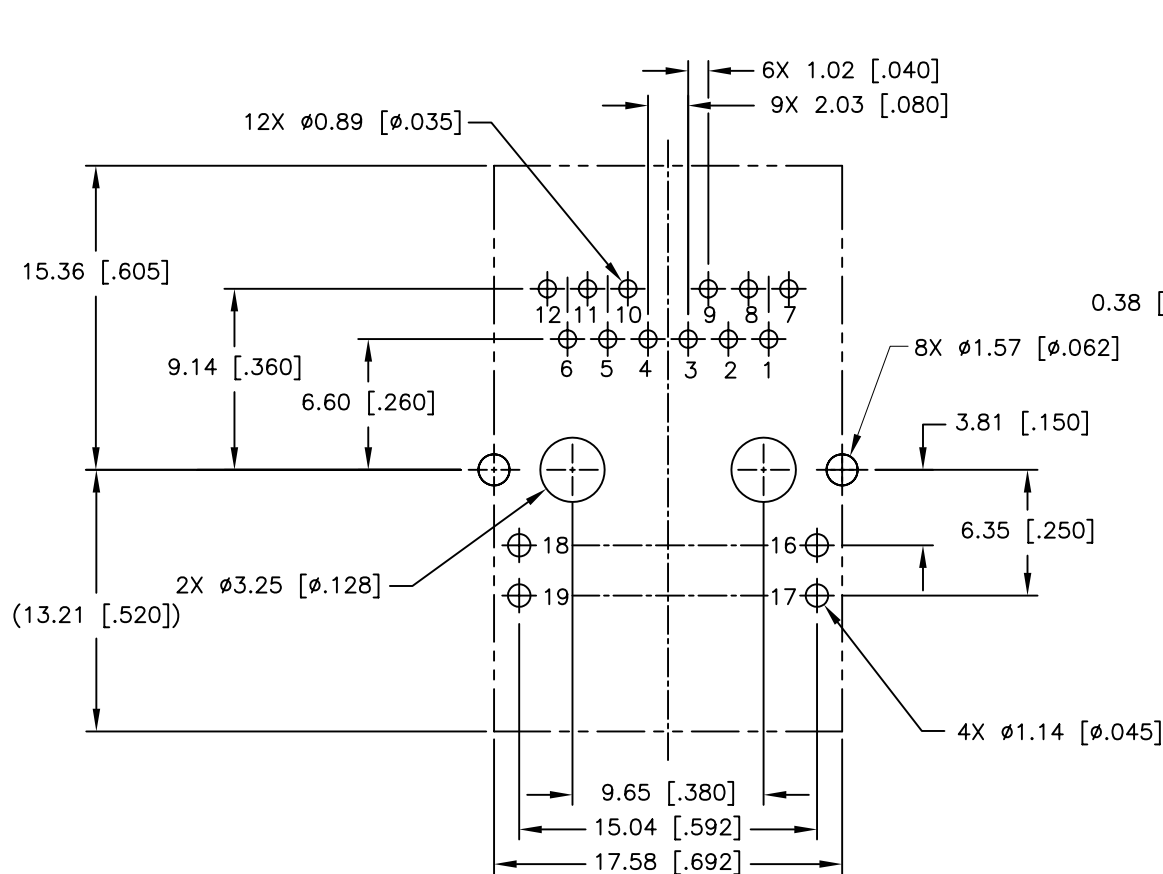 6X 1.02 [.040]
9X 2.03 [.080]
12X ø0.89 [ø.035]
15.36 [.605]
0.38 [
12 11 10 9 8 7
8X ø1.57 [ø.062]
9.14 [.360]
6 5 4 3 2 1
6.60 [.260]
3.81 [.150]
6.35 [.250]
18 16
2X ø3.25 [ø.128]
19 17
(13.21 [.520])
4X ø1.14 [ø.045]
9.65 [.380]
15.04 [.592]
17.58 [.692]